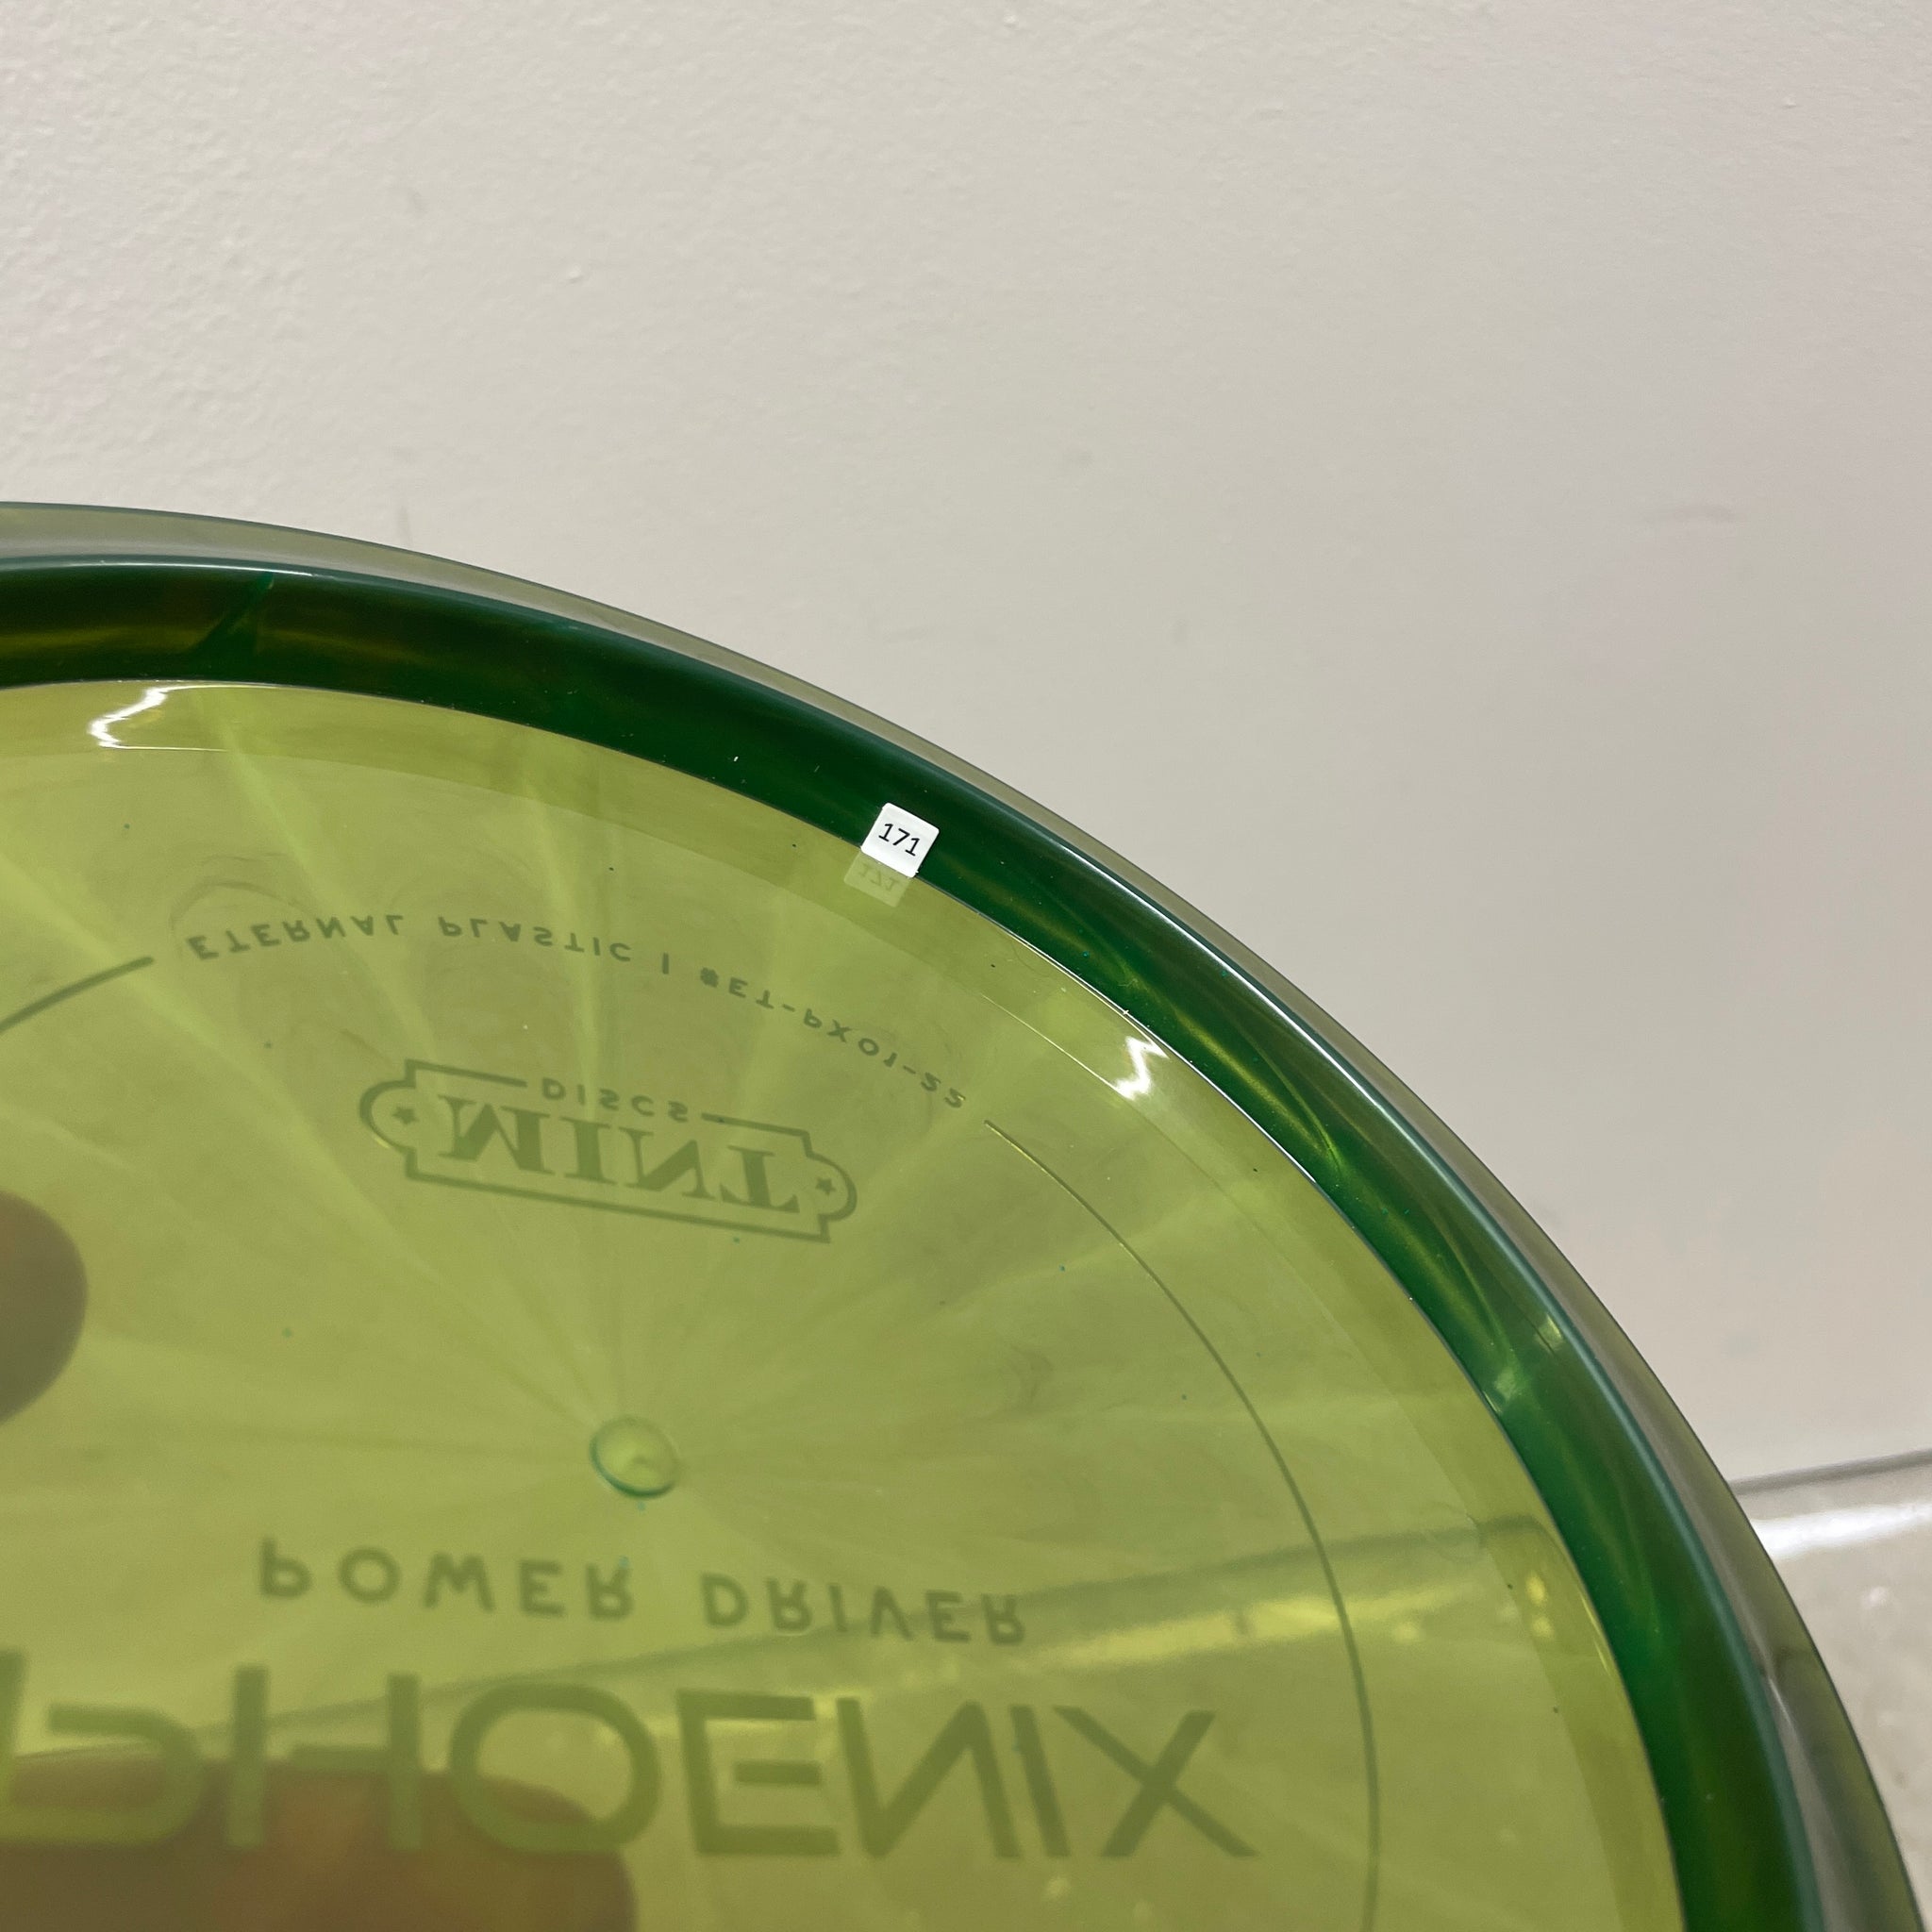 171
ETERNAL PLASTIC | #ET-PX01-22
DISCS
MINT
POWER DRIVER
PHOENIX